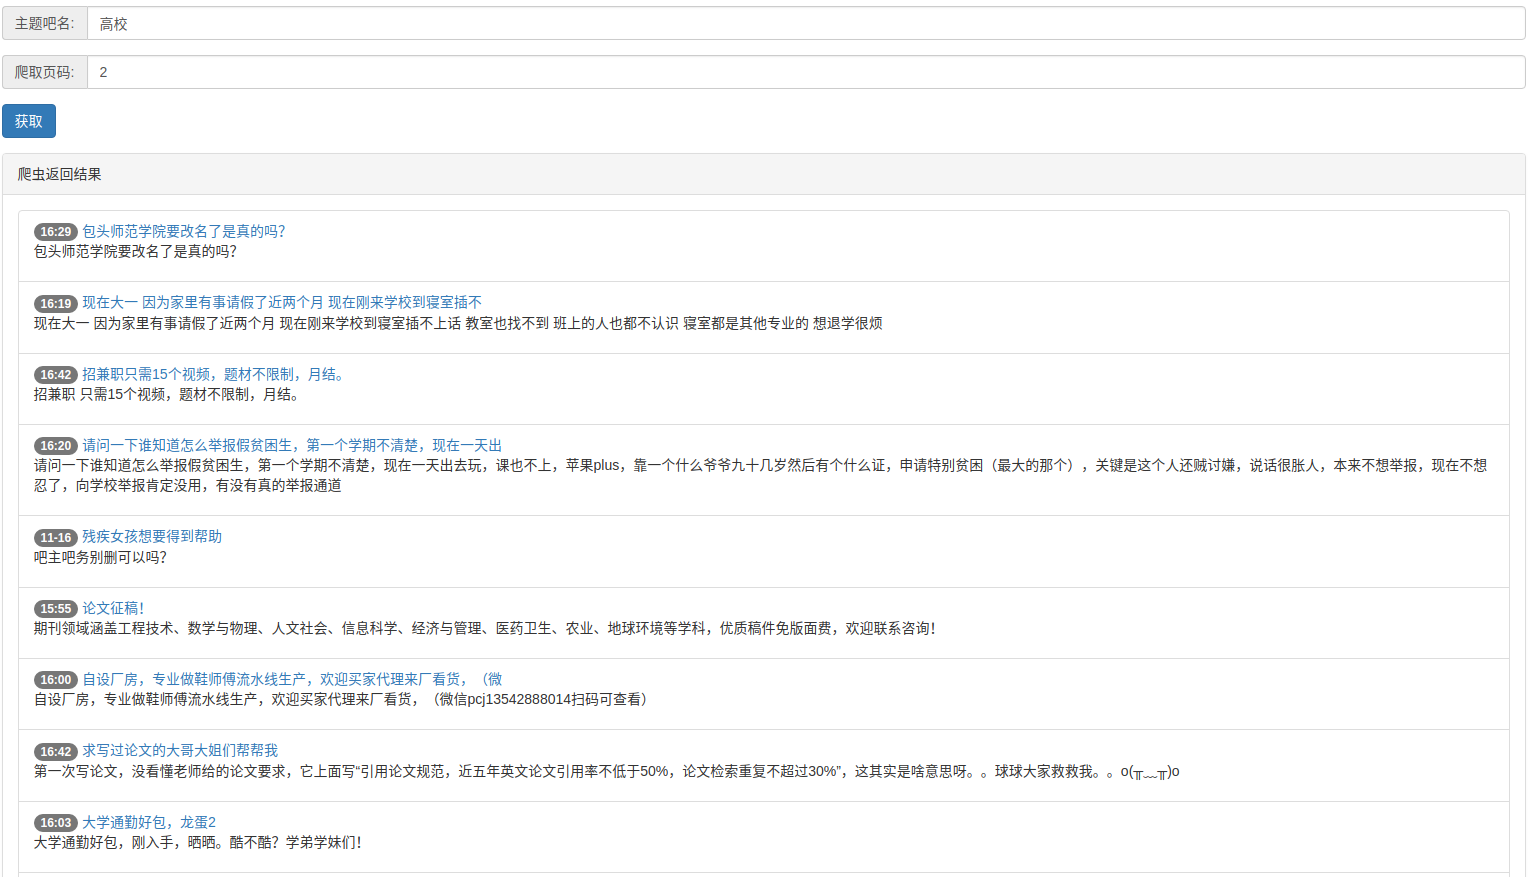 主题吧名: 高校
爬取页码: 2
获取
爬虫返回结果
16:29 包头师范学院要改名了是真的吗?
包头师范学院要改名了是真的吗?
16:19 现在大一 因为家里有事请假了近两个月 现在刚来学校到寝室插不
现在大一 因为家里有事请假了近两个月 现在刚来学校到寝室插不上话 教室也找不到 班上的人也都不认识 寝室都是其他专业的 想退学很烦
16:42 招兼职只需15个视频，题材不限制，月结。
招兼职 只需15个视频，题材不限制，月结。
16:20 请问一下谁知道怎么举报假贫困生，第一个学期不清楚，现在一天出
请问一下谁知道怎么举报假贫困生，第一个学期不清楚，现在一天出去玩，课也不上，苹果plus，靠一个什么爷爷九十几岁然后有个什么证，申请特别贫困（最大的那个），关键是这个人还贼讨嫌，说话很胀人，本来不想举报，现在不想
忍了，向学校举报肯定没用，有没有真的举报通道
11-16 残疾女孩想要得到帮助
吧主吧务别删可以吗?
15:55 论文征稿!
期刊领域涵盖工程技术、数学与物理、人文社会、信息科学、经济与管理、医药卫生、农业、地球环境等学科，优质稿件免版面费，欢迎联系咨询!
16:00 自设厂房，专业做鞋师傅流水线生产，欢迎买家代理来厂看货，（微
自设厂房，专业做鞋师傅流水线生产，欢迎买家代理来厂看货，（微信pcj13542888014扫码可查看）
16:42 求写过论文的大哥大姐们帮帮我
第一次写论文，没看懂老师给的论文要求，它上面写“引用论文规范，近五年英文论文引用率不低于50%，论文检索重复不超过30%”，这其实是啥意思呀。。球球大家救救我。。o(╥﹏╥)o
16:03 大学通勤好包，龙蛋2
大学通勤好包，刚入手，晒晒。酷不酷？学弟学妹们!